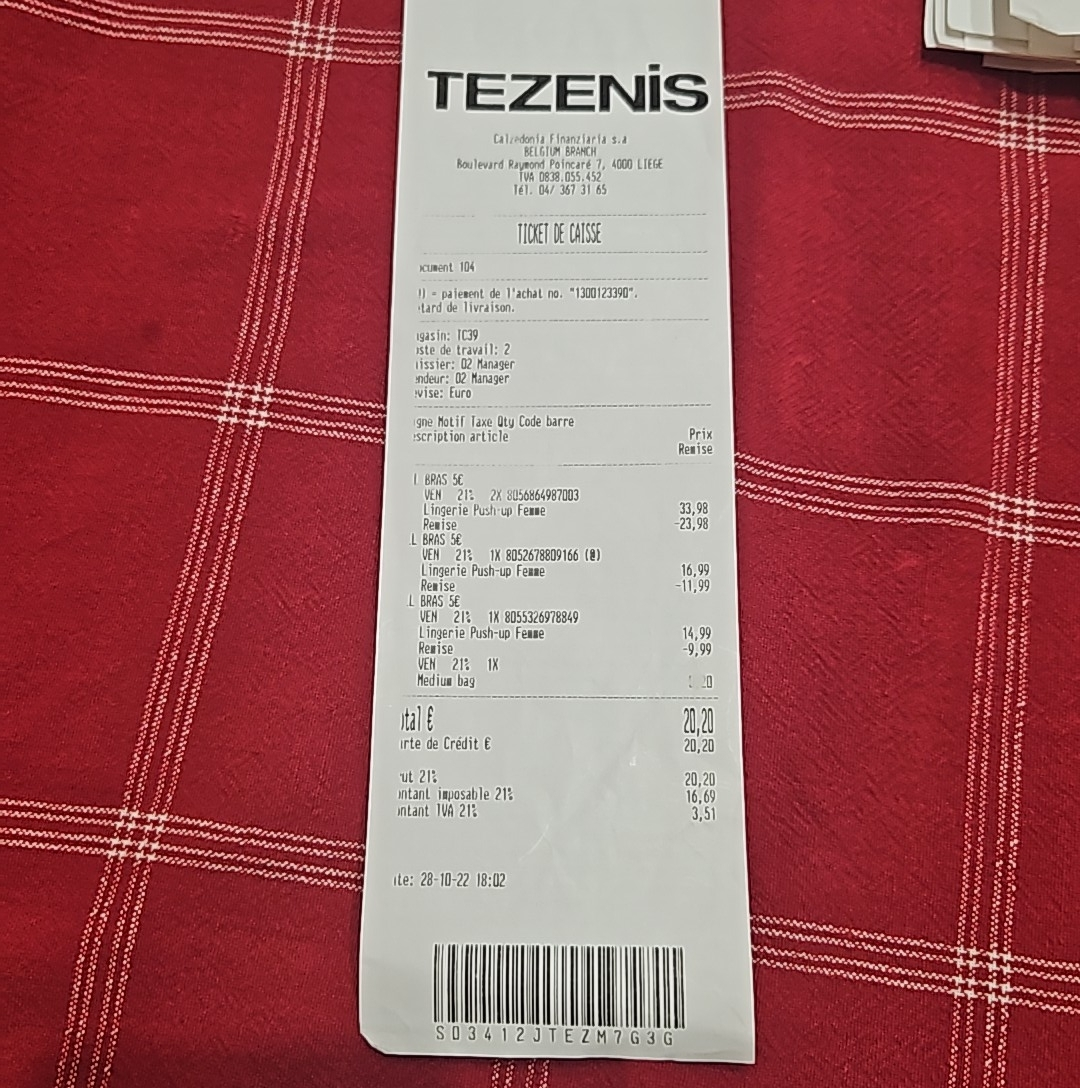 TEZENIS
Calzedonia Finanziaria s.a
BELGIUM BRANCH
Boulevard Raymond Poincaré 7, 4000 LIEGE
TVA 0838.055.452
Tél. 04/ 367 31 65
TICKET DE CAISSE
cument 104
) = paiement de l'achat no. "1300123390".
tard de livraison.
gasin: TC39
ste de travail: 2
issier: 02 Manager
ndeur: 02 Manager
vise: Euro
gne Motif Taxe Qty Code barre
scription article Prix
Remise
L BRAS 5€
VEN 21% 2X 8056864987003
Lingerie Push-up Femme 33,98
Remise -23,98
L BRAS 5€
VEN 21% 1X 8052678809166 (@)
Lingerie Push-up Femme 16,99
Remise -11,99
L BRAS 5€
VEN 21% 1X 8055326978849
Lingerie Push-up Femme 14,99
Remise -9,99
VEN 21% 1X
Medium bag
tal € 20,20
rte de Crédit € 20,20
ut 21% 20,20
ntant imposable 21% 16,69
ntant TVA 21% 3,51
te: 28-10-22 18:02
S03412JTEZM7G3G